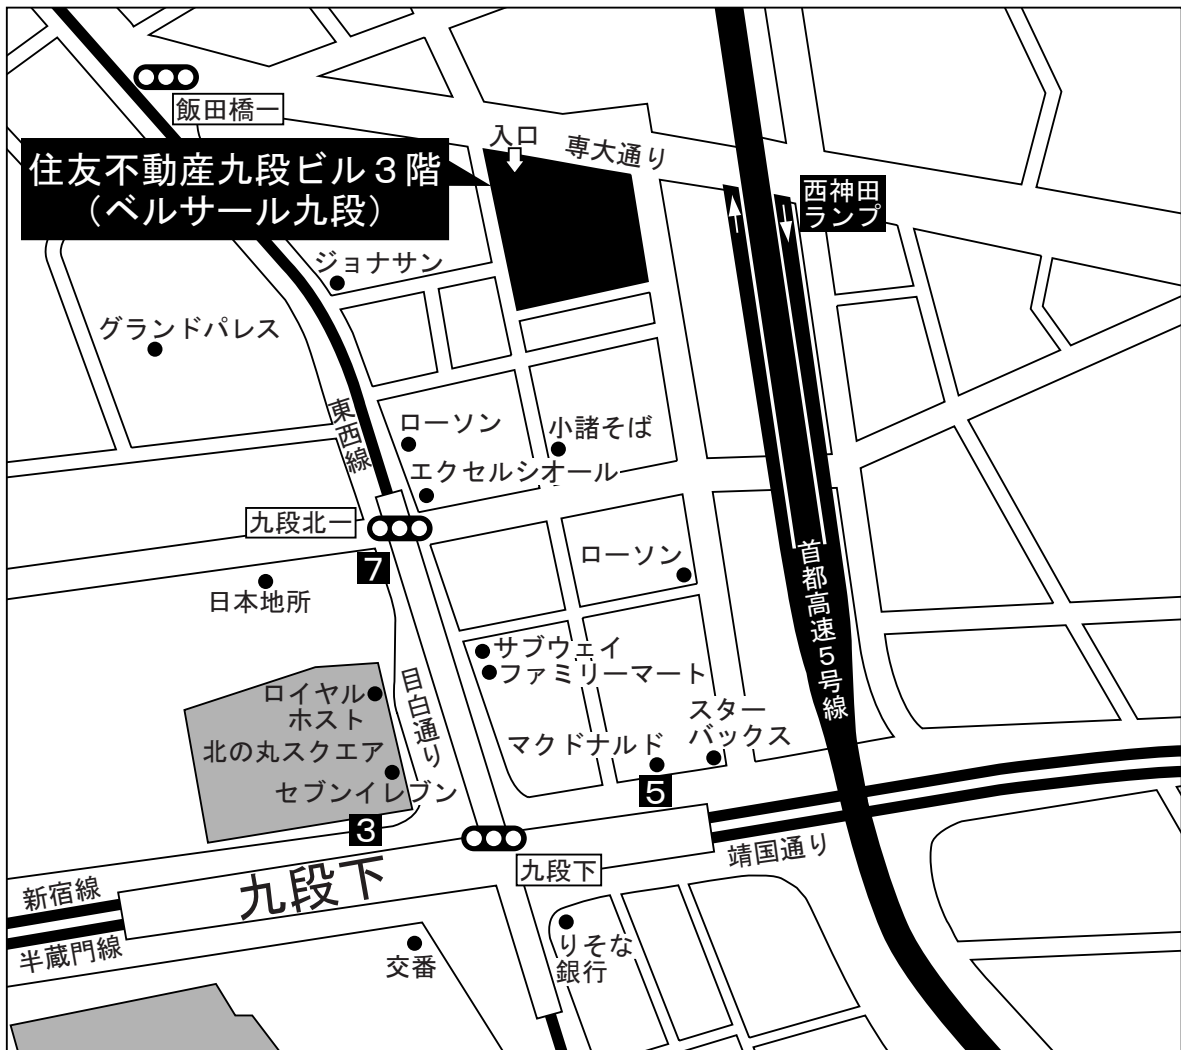 飯田橋一
入口
専大通り
住友不動産九段ビル３階
（ベルサール九段）
西神田
ランプ
ジョナサン
グランドパレス
東西線
ローソン
小諸そば
エクセルシオール
九段北一
7
ローソン
首都高速５号線
日本地所
サブウェイ
ファミリーマート
目白通り
ロイヤル
ホスト
スター
バックス
マクドナルド
北の丸スクエア
セブンイレブン
5
3
靖国通り
九段下
九段下
新宿線
半蔵門線
交番
りそな
銀行